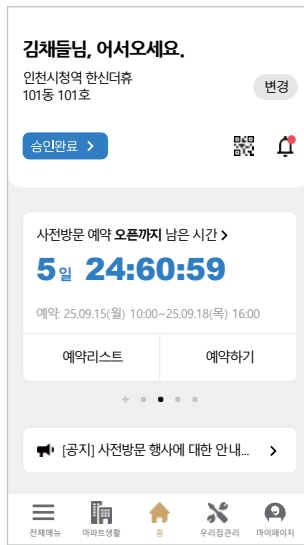 김채들님, 어서오세요.
인천시청역 한신더휴
101동 101호
변경
승인완료 >
사전방문 예약 오픈까지 남은 시간 >
5일 24:60:59
예약: 25.09.15(월) 10:00~25.09.18(목) 16:00
예약리스트
예약하기
[공지] 사전방문 행사에 대한 안내... >
전체메뉴
아파트생활
홈
우리집관리
마이페이지